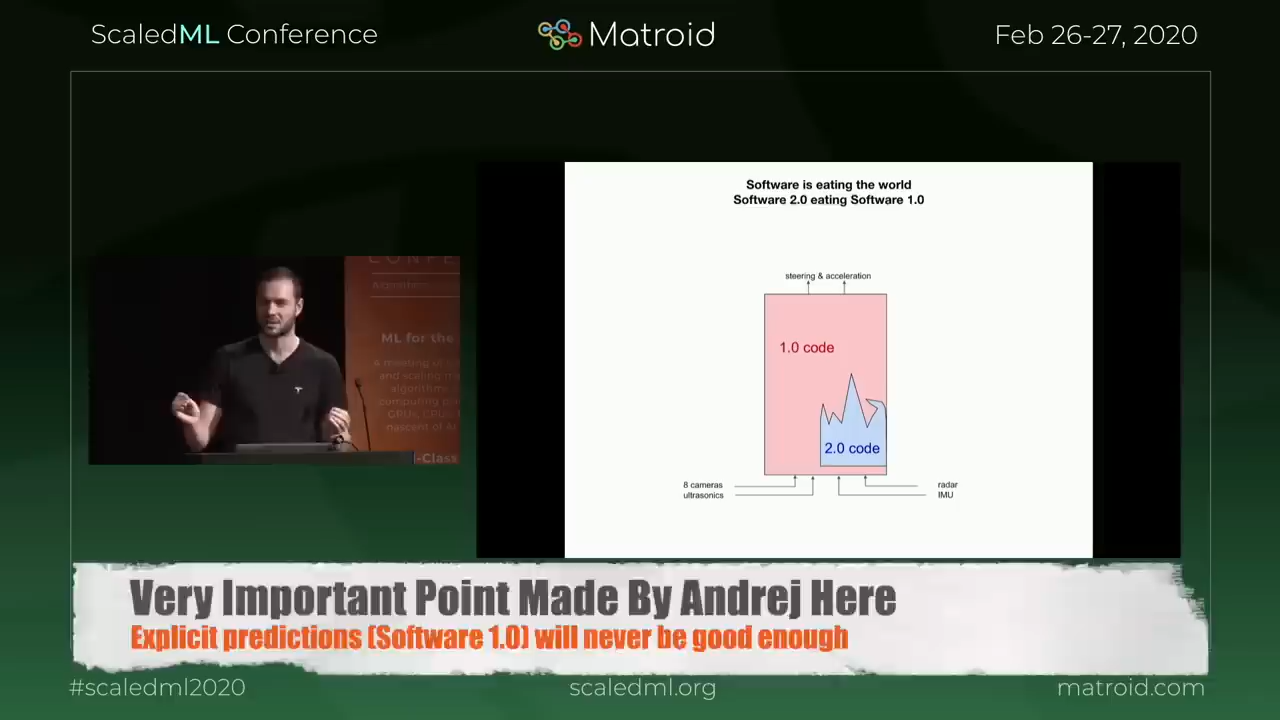 ScaledML Conference
Matroid
Feb 26-27, 2020
Software is eating the world
Software 2.0 eating Software 1.0
steering & acceleration
1.0 code
2.0 code
8 cameras
ultrasonics
radar
IMU
ML for the
-Class
Very Important Point Made By Andrej Here
Explicit predictions (Software 1.0) will never be good enough
#scaledml2020
scaledml.org
matroid.com